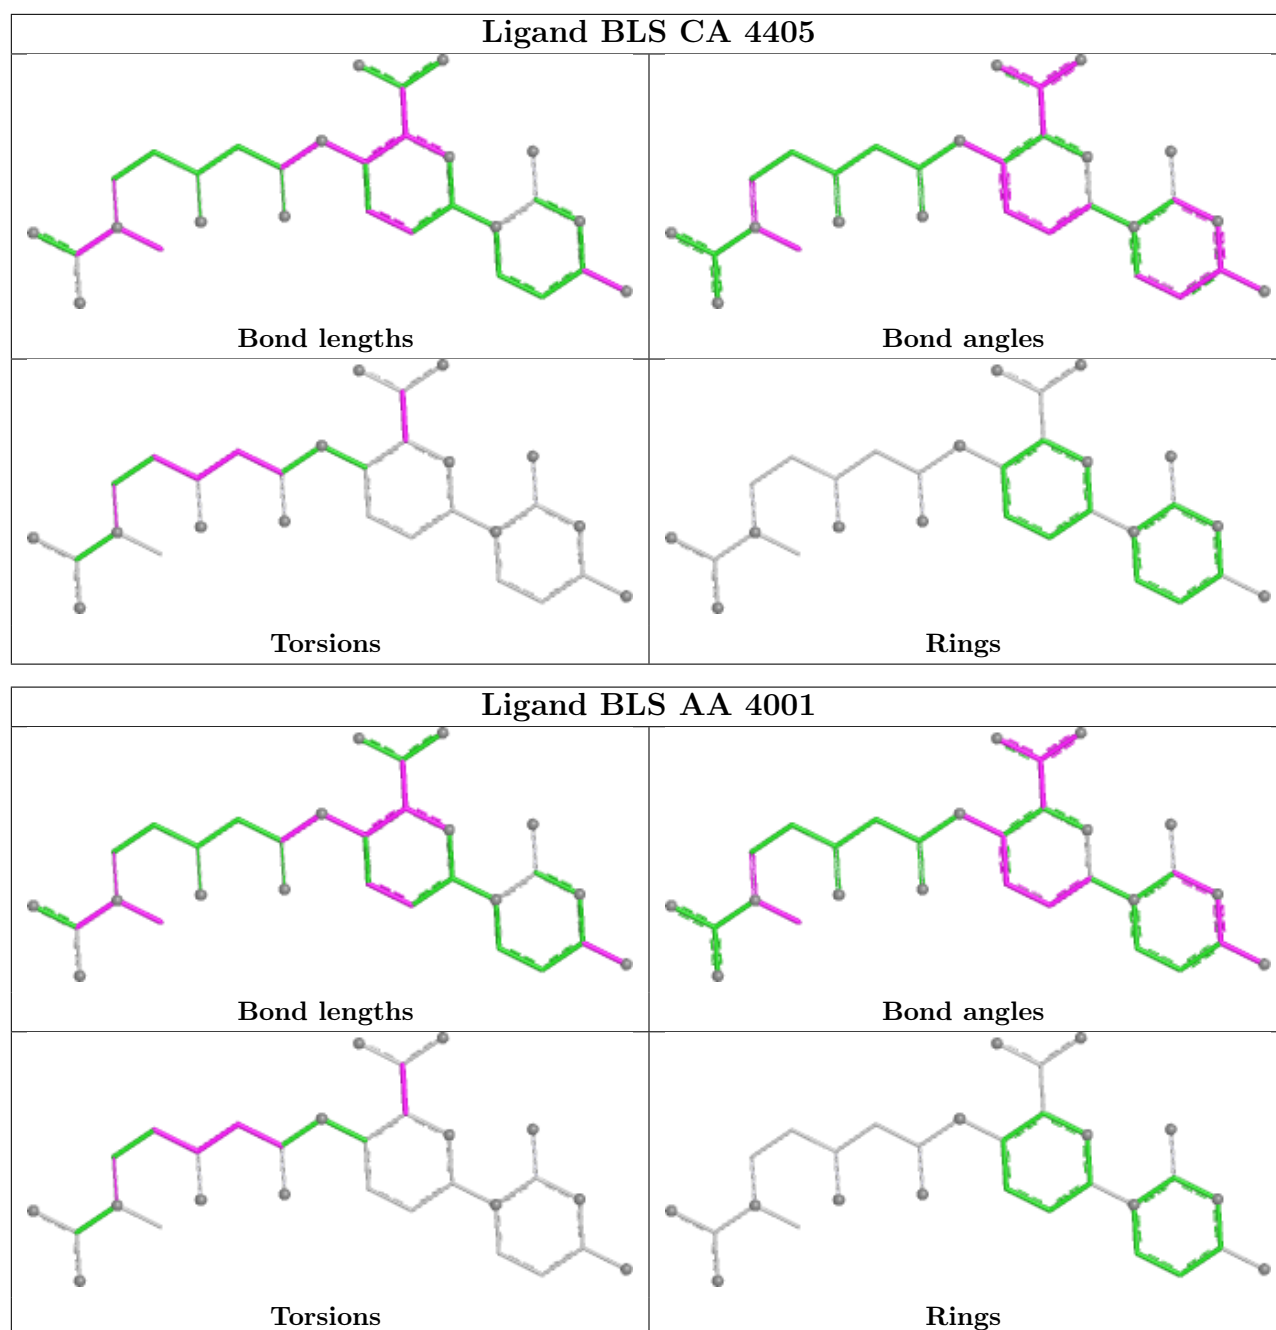 Ligand BLS CA 4405
Bond lengths
Bond angles
Torsions
Rings
Ligand BLS AA 4001
Bond lengths
Bond angles
Torsions
Rings